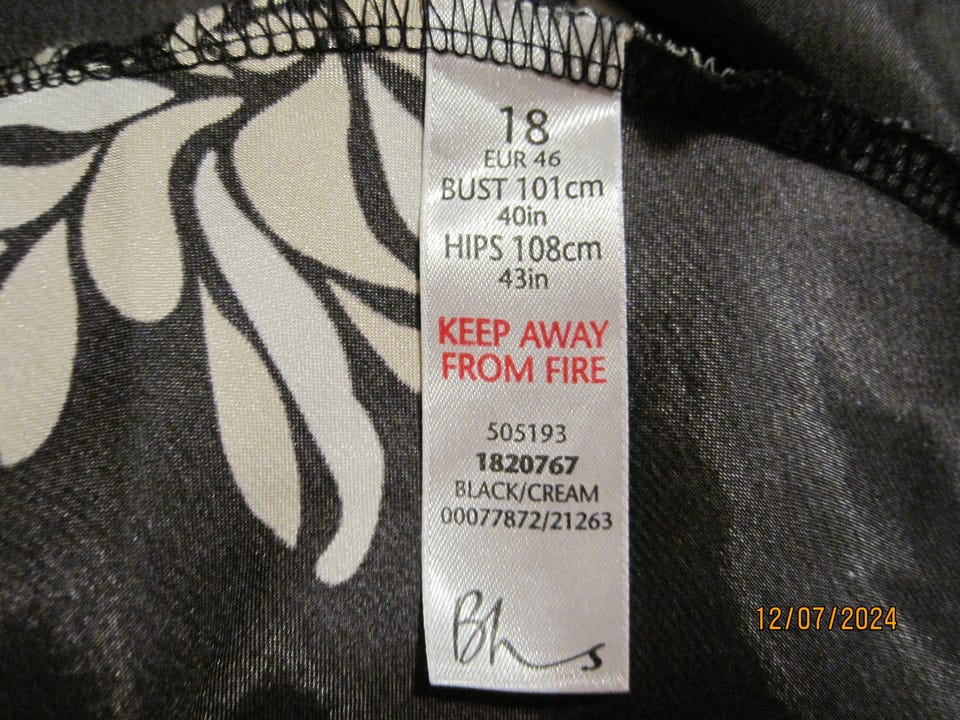 18
EUR 46
BUST 101cm
40in
HIPS 108cm
43in
KEEP AWAY
FROM FIRE
505193
1820767
BLACK/CREAM
00077872/21263
Bhs
12/07/2024